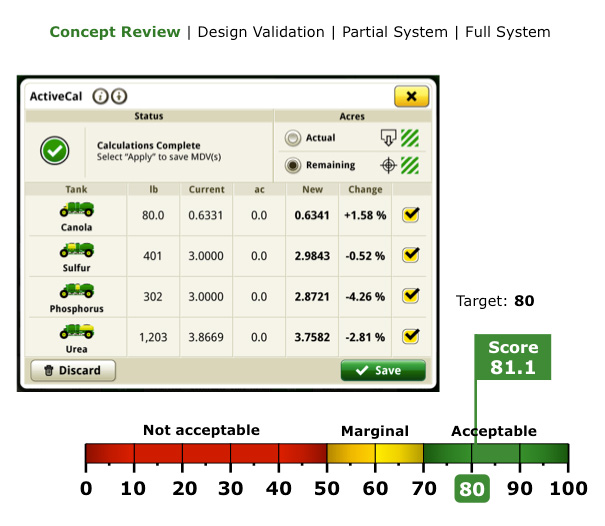 Concept Review | Design Validation | Partial System | Full System
ActiveCal
Status
Acres
Calculations Complete
Select "Apply" to save MDV(s)
Actual
Remaining
Tank lb Current ac New Change
Canola 80.0 0.6331 0.0 0.6341 +1.58 %
Sulfur 401 3.0000 0.0 2.9843 -0.52 %
Phosphorus 302 3.0000 0.0 2.8721 -4.26 %
Urea 1,203 3.8669 0.0 3.7582 -2.81 %
Discard
Save
Target: 80
Score
81.1
Not acceptable Marginal Acceptable
0 10 20 30 40 50 60 70 80 90 100